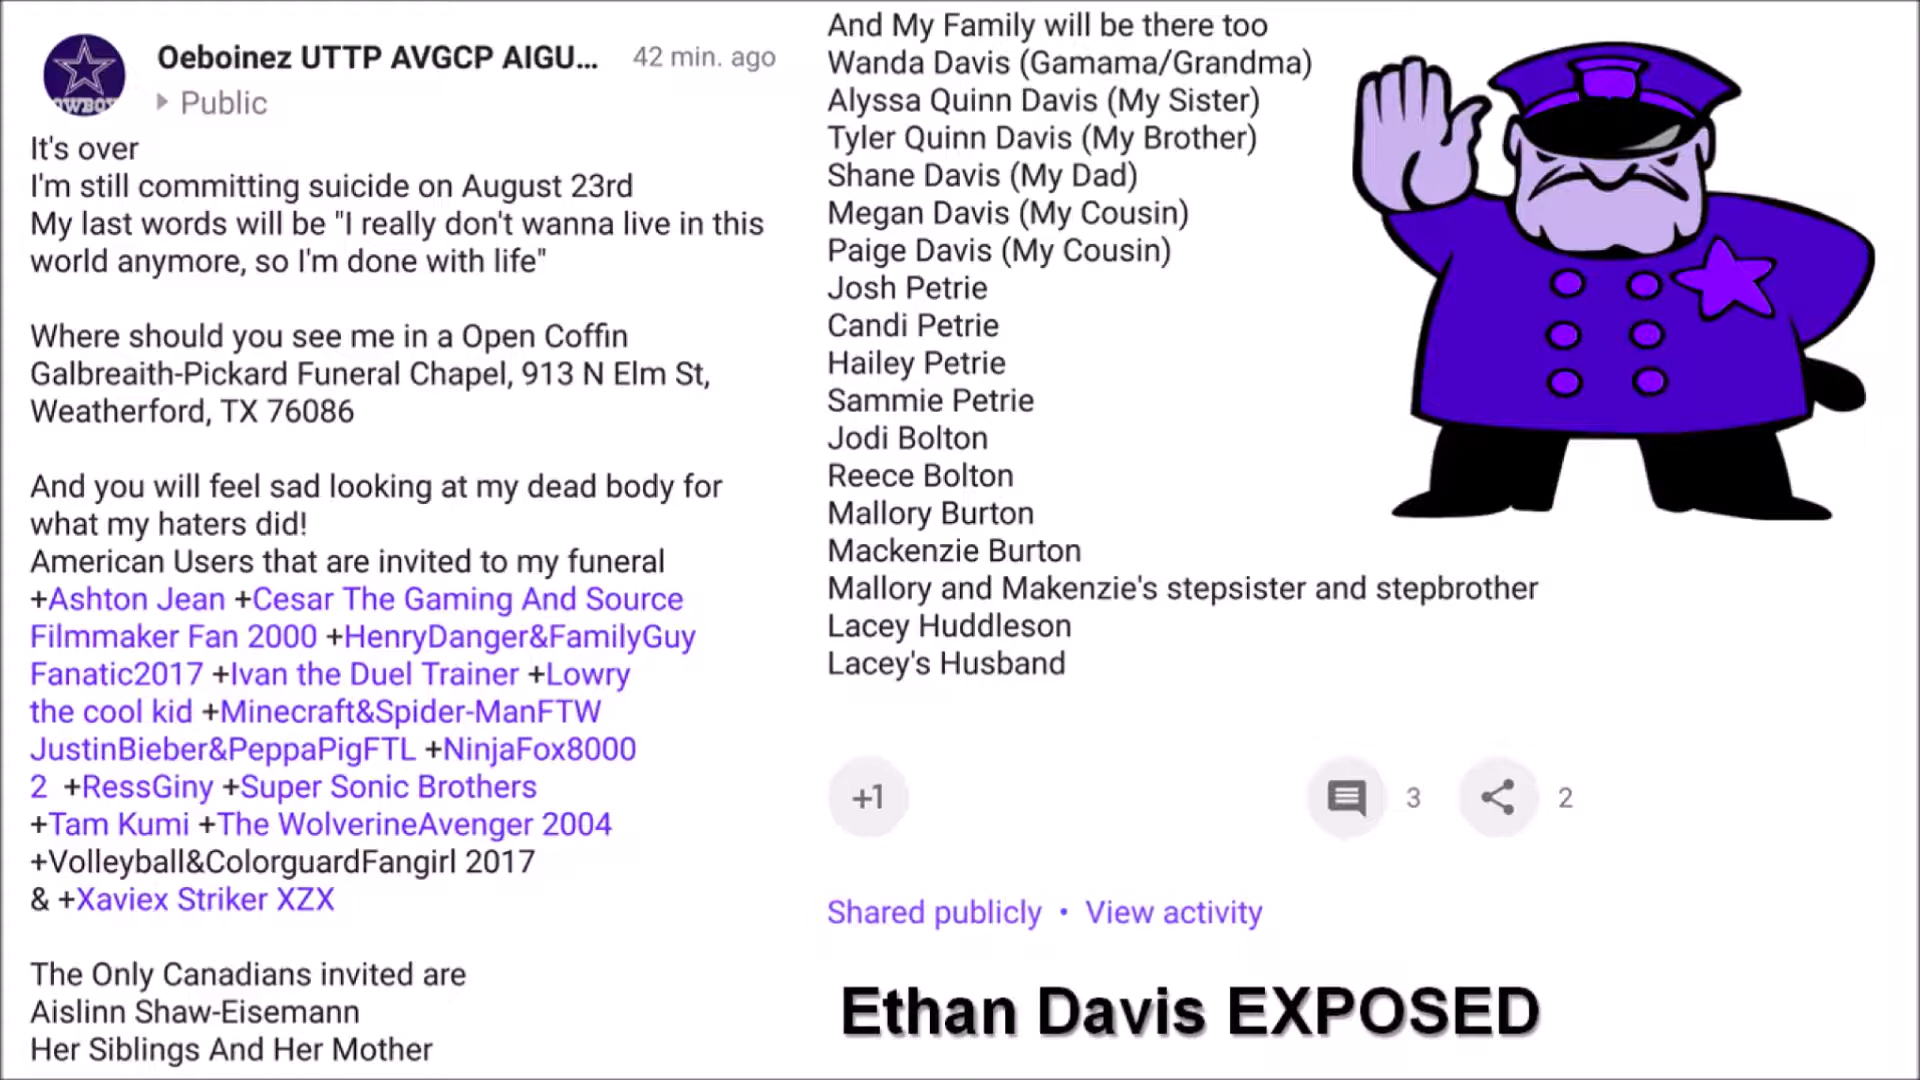 Oeboinez UTTP AVGCP AIGU... 42 min. ago
Public
OWBOY
It's over
I'm still committing suicide on August 23rd
My last words will be "I really don't wanna live in this
world anymore, so I'm done with life"
Where should you see me in a Open Coffin
Galbreaith-Pickard Funeral Chapel, 913 N Elm St,
Weatherford, TX 76086
And you will feel sad looking at my dead body for
what my haters did!
American Users that are invited to my funeral
+Ashton Jean +Cesar The Gaming And Source
Filmmaker Fan 2000 +HenryDanger&FamilyGuy
Fanatic2017 +Ivan the Duel Trainer +Lowry
the cool kid +Minecraft&Spider-ManFTW
JustinBieber&PeppaPigFTL +NinjaFox8000
2 +RessGiny +Super Sonic Brothers
+Tam Kumi +The WolverineAvenger 2004
+Volleyball&ColorguardFangirl 2017
& +Xaviex Striker XZX
The Only Canadians invited are
Aislinn Shaw-Eisemann
Her Siblings And Her Mother
And My Family will be there too
Wanda Davis (Gamama/Grandma)
Alyssa Quinn Davis (My Sister)
Tyler Quinn Davis (My Brother)
Shane Davis (My Dad)
Megan Davis (My Cousin)
Paige Davis (My Cousin)
Josh Petrie
Candi Petrie
Hailey Petrie
Sammie Petrie
Jodi Bolton
Reece Bolton
Mallory Burton
Mackenzie Burton
Mallory and Makenzie's stepsister and stepbrother
Lacey Huddleson
Lacey's Husband
+1 3 2
Shared publicly • View activity
Ethan Davis EXPOSED